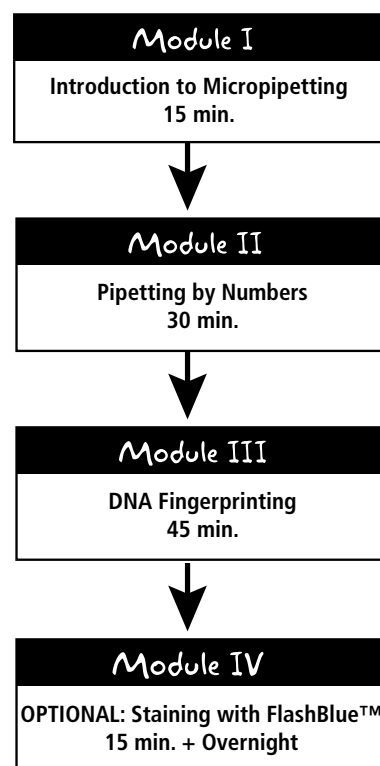 Module I
Introduction to Micropipetting
15 min.
Module II
Pipetting by Numbers
30 min.
Module III
DNA Fingerprinting
45 min.
Module IV
OPTIONAL: Staining with FlashBlue™
15 min. + Overnight